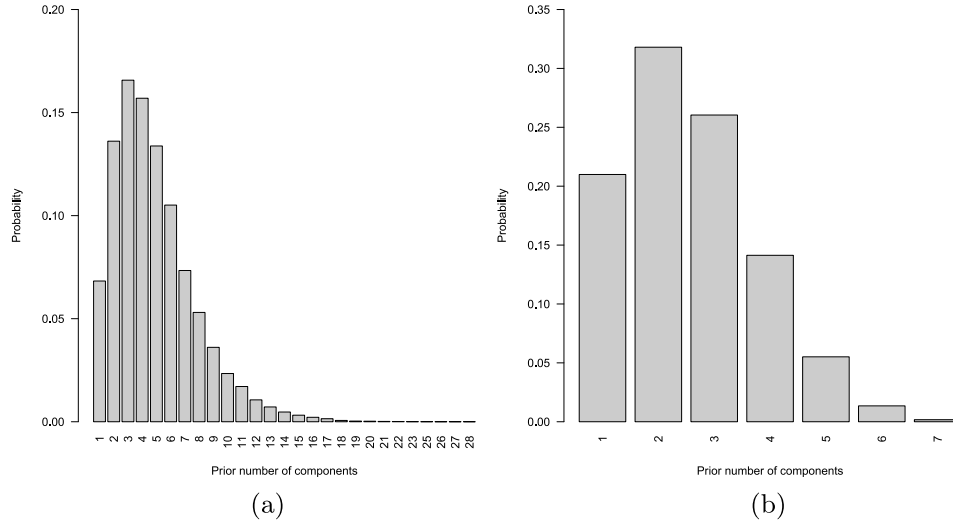 0.20
0.15
0.10
0.05
0.00
Probability
1 2 3 4 5 6 7 8 9 10 11 12 13 14 15 16 17 18 19 20 21 22 23 25 26 27 28
Prior number of components
(a)
0.35
0.30
0.25
0.20
0.15
0.10
0.05
0.00
Probability
1 2 3 4 5 6 7
Prior number of components
(b)